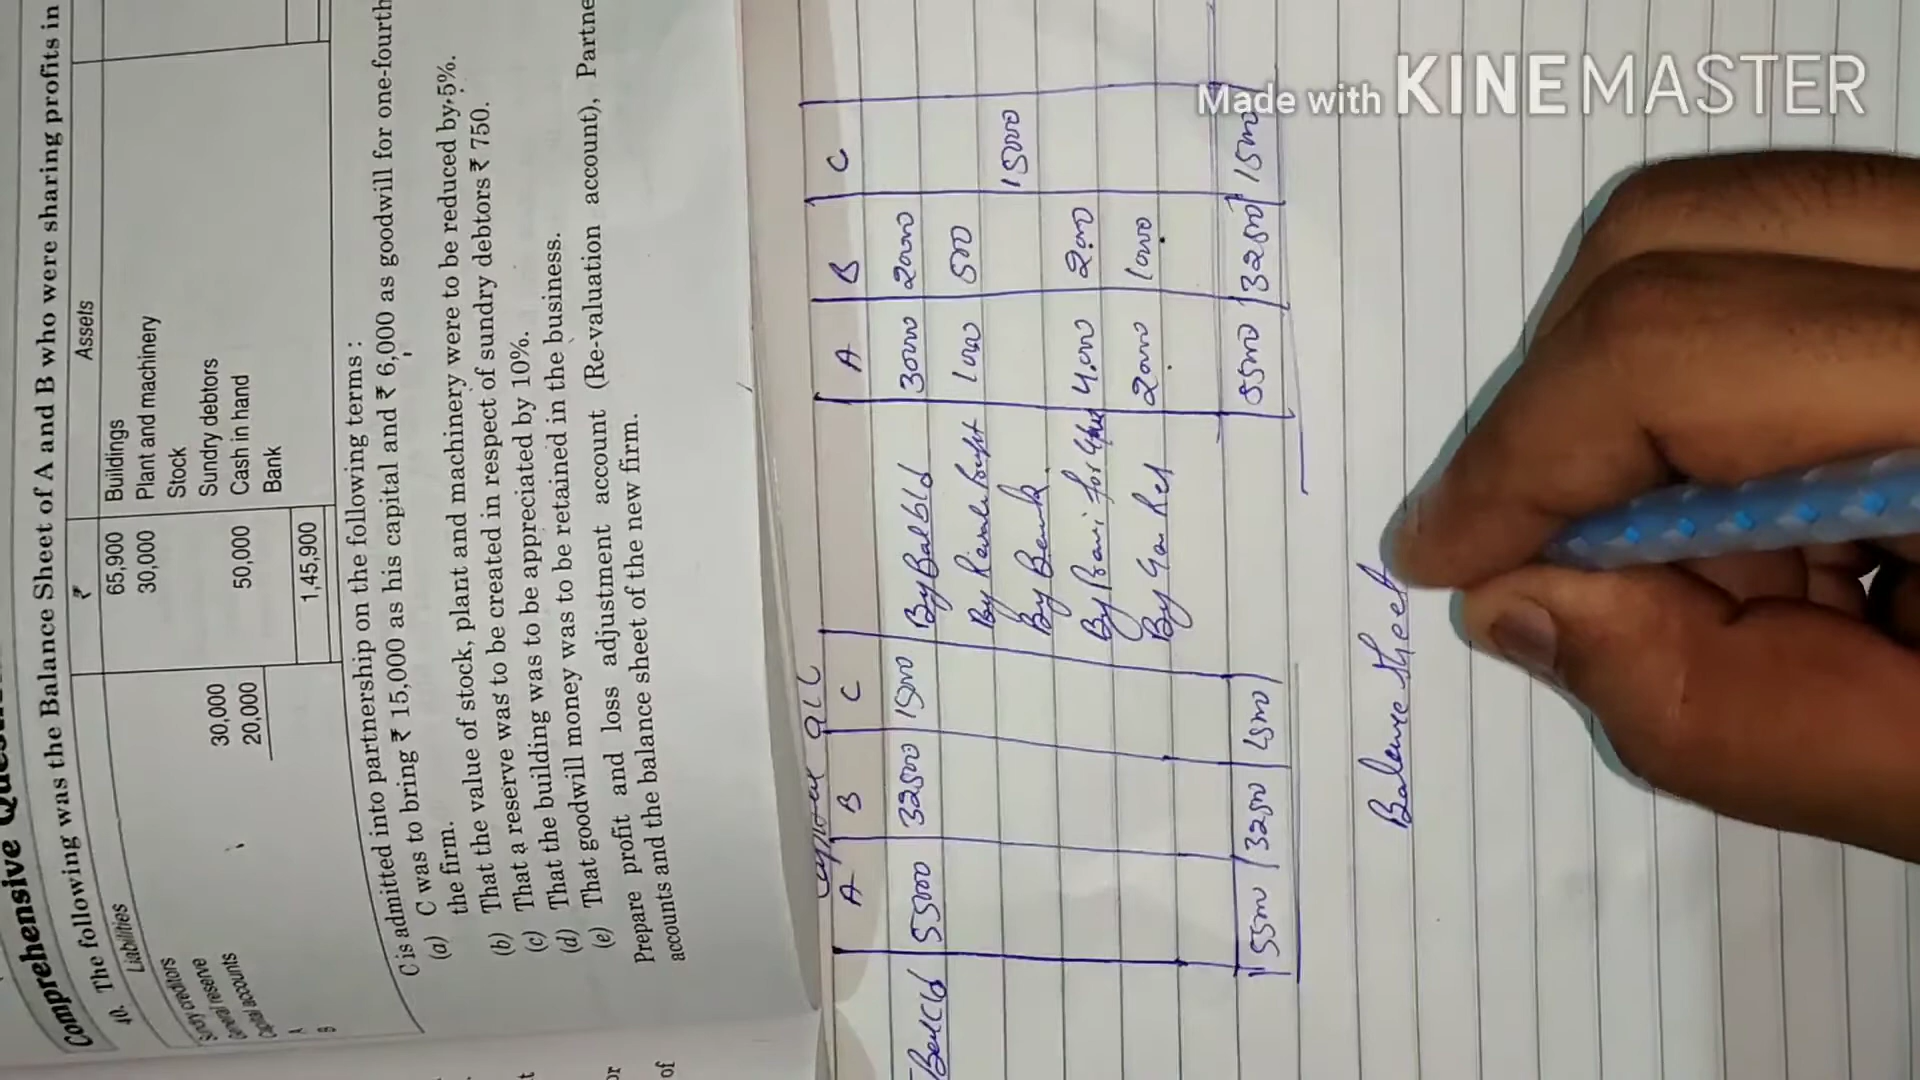 Comprehensive
40. The following was the Balance Sheet of A and B who were sharing profits in
Liabilities ₹ Assets
Sundry creditors 65,900 Buildings
General reserve 30,000 Plant and machinery
Capital accounts Stock
A 30,000 Sundry debtors
B 20,000 50,000 Cash in hand
Bank
1,45,900
C is admitted into partnership on the following terms :
(a) C was to bring ₹ 15,000 as his capital and ₹ 6,000 as goodwill for one-fourth
the firm.
(b) That the value of stock, plant and machinery were to be reduced by 5%.
(c) That a reserve was to be created in respect of sundry debtors ₹ 750.
(d) That the building was to be appreciated by 10%.
(e) That goodwill money was to be retained in the business.
Prepare profit and loss adjustment account (Re-valuation account), Partne
accounts and the balance sheet of the new firm.
or
of
Capital a/c
A B C A B C
55000 32500 15000 By Bal b/d 30000 20000
By 1000 500
By Bank 15000
By 4000 2000
By Gen Res 20000 10000
55000 32500 15000 55000 32500 15000
Balance sheet
Made with KINEMASTER